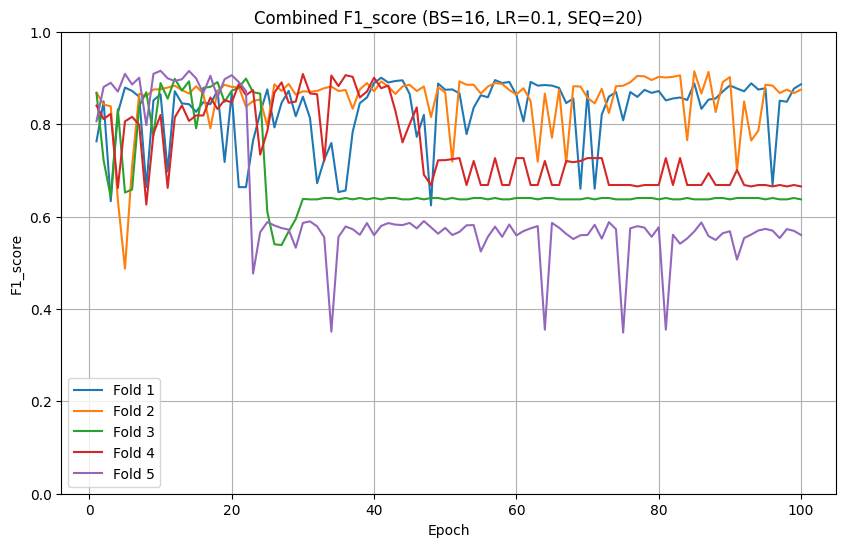 Combined F1_score (BS=16, LR=0.1, SEQ=20)
1.0
0.8
0.6
0.4
0.2
0.0
F1_score
Fold 1
Fold 2
Fold 3
Fold 4
Fold 5
0 20 40 60 80 100
Epoch